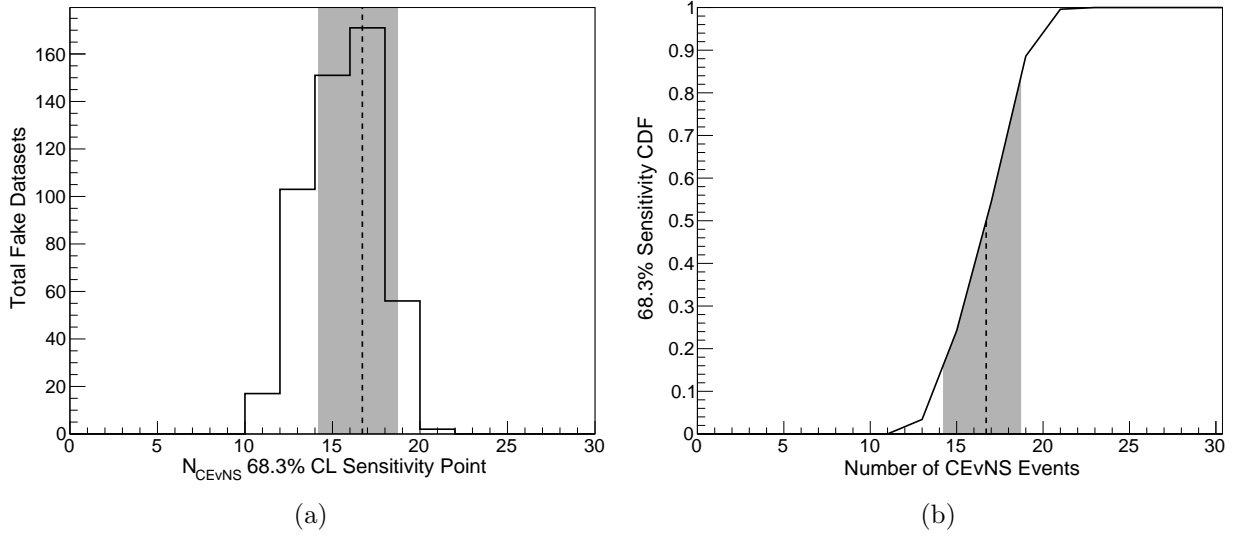 160
140
120
100
80
60
40
20
0
Total Fake Datasets
0 5 10 15 20 25 30
N_CEvNS 68.3% CL Sensitivity Point
(a)
1
0.9
0.8
0.7
0.6
0.5
0.4
0.3
0.2
0.1
0
68.3% Sensitivity CDF
0 5 10 15 20 25 30
Number of CEvNS Events
(b)